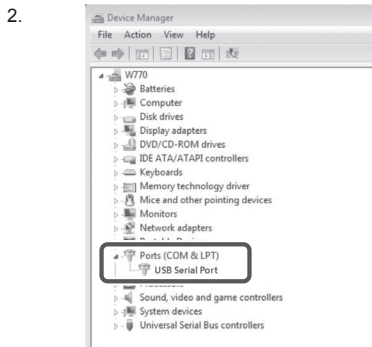 2.
Device Manager
File Action View Help
W770
Batteries
Computer
Disk drives
Display adapters
DVD/CD-ROM drives
IDE ATA/ATAPI controllers
Keyboards
Memory technology driver
Mice and other pointing devices
Monitors
Network adapters
Ports (COM & LPT)
USB Serial Port
Sound, video and game controllers
System devices
Universal Serial Bus controllers